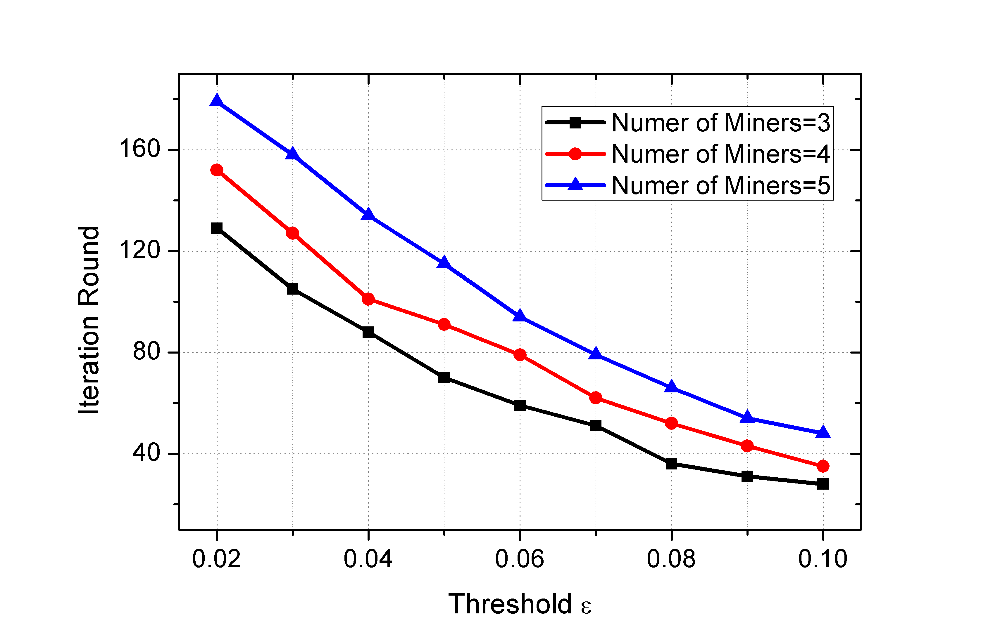 Numer of Miners=3
Numer of Miners=4
Numer of Miners=5
160
120
80
40
Iteration Round
0.02 0.04 0.06 0.08 0.10
Threshold ε